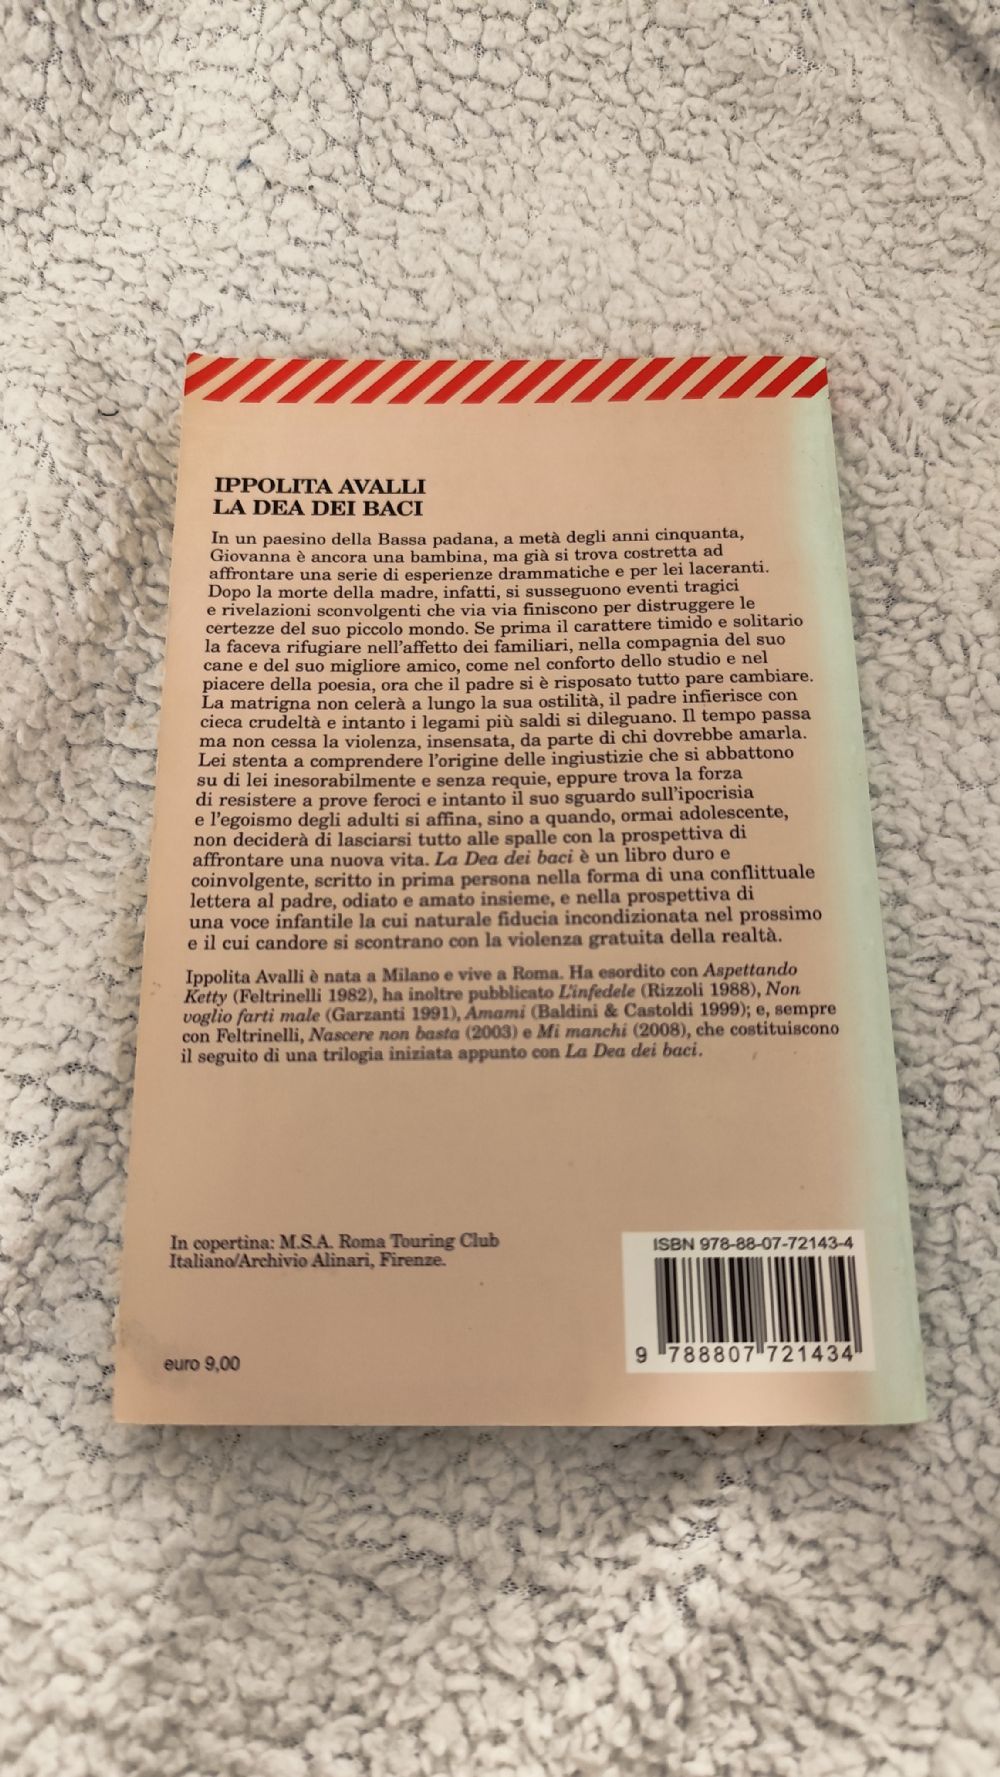 IPPOLITA AVALLI
LA DEA DEI BACI
In un paesino della Bassa padana, a metà degli anni cinquanta,
Giovanna è ancora una bambina, ma già si trova costretta ad
affrontare una serie di esperienze drammatiche e per lei laceranti.
Dopo la morte della madre, infatti, si susseguono eventi tragici
e rivelazioni sconvolgenti che via via finiscono per distruggere le
certezze del suo piccolo mondo. Se prima il carattere timido e solitario
la faceva rifugiare nell'affetto dei familiari, nella compagnia del suo
cane e del suo migliore amico, come nel conforto dello studio e nel
piacere della poesia, ora che il padre si è risposato tutto pare cambiare.
La matrigna non celerà a lungo la sua ostilità, il padre infierisce con
cieca crudeltà e intanto i legami più saldi si dileguano. Il tempo passa
ma non cessa la violenza, insensata, da parte di chi dovrebbe amarla.
Lei stenta a comprendere l'origine delle ingiustizie che si abbattono
su di lei inesorabilmente e senza requie, eppure trova la forza
di resistere a prove feroci e intanto il suo sguardo sull'ipocrisia
e l'egoismo degli adulti si affina, sino a quando, ormai adolescente,
non deciderà di lasciarsi tutto alle spalle con la prospettiva di
affrontare una nuova vita. La Dea dei baci è un libro duro e
coinvolgente, scritto in prima persona nella forma di una conflittuale
lettera al padre, odiato e amato insieme, e nella prospettiva di
una voce infantile la cui naturale fiducia incondizionata nel prossimo
e il cui candore si scontrano con la violenza gratuita della realtà.
Ippolita Avalli è nata a Milano e vive a Roma. Ha esordito con Aspettando
Ketty (Feltrinelli 1982), ha inoltre pubblicato L'infedele (Rizzoli 1988), Non
voglio farti male (Garzanti 1991), Amami (Baldini & Castoldi 1999); e, sempre
con Feltrinelli, Nascere non basta (2003) e Mi manchi (2008), che costituiscono
il seguito di una trilogia iniziata appunto con La Dea dei baci.
In copertina: M.S.A. Roma Touring Club
Italiano/Archivio Alinari, Firenze.
ISBN 978-88-07-72143-4
9 788807 721434
euro 9,00